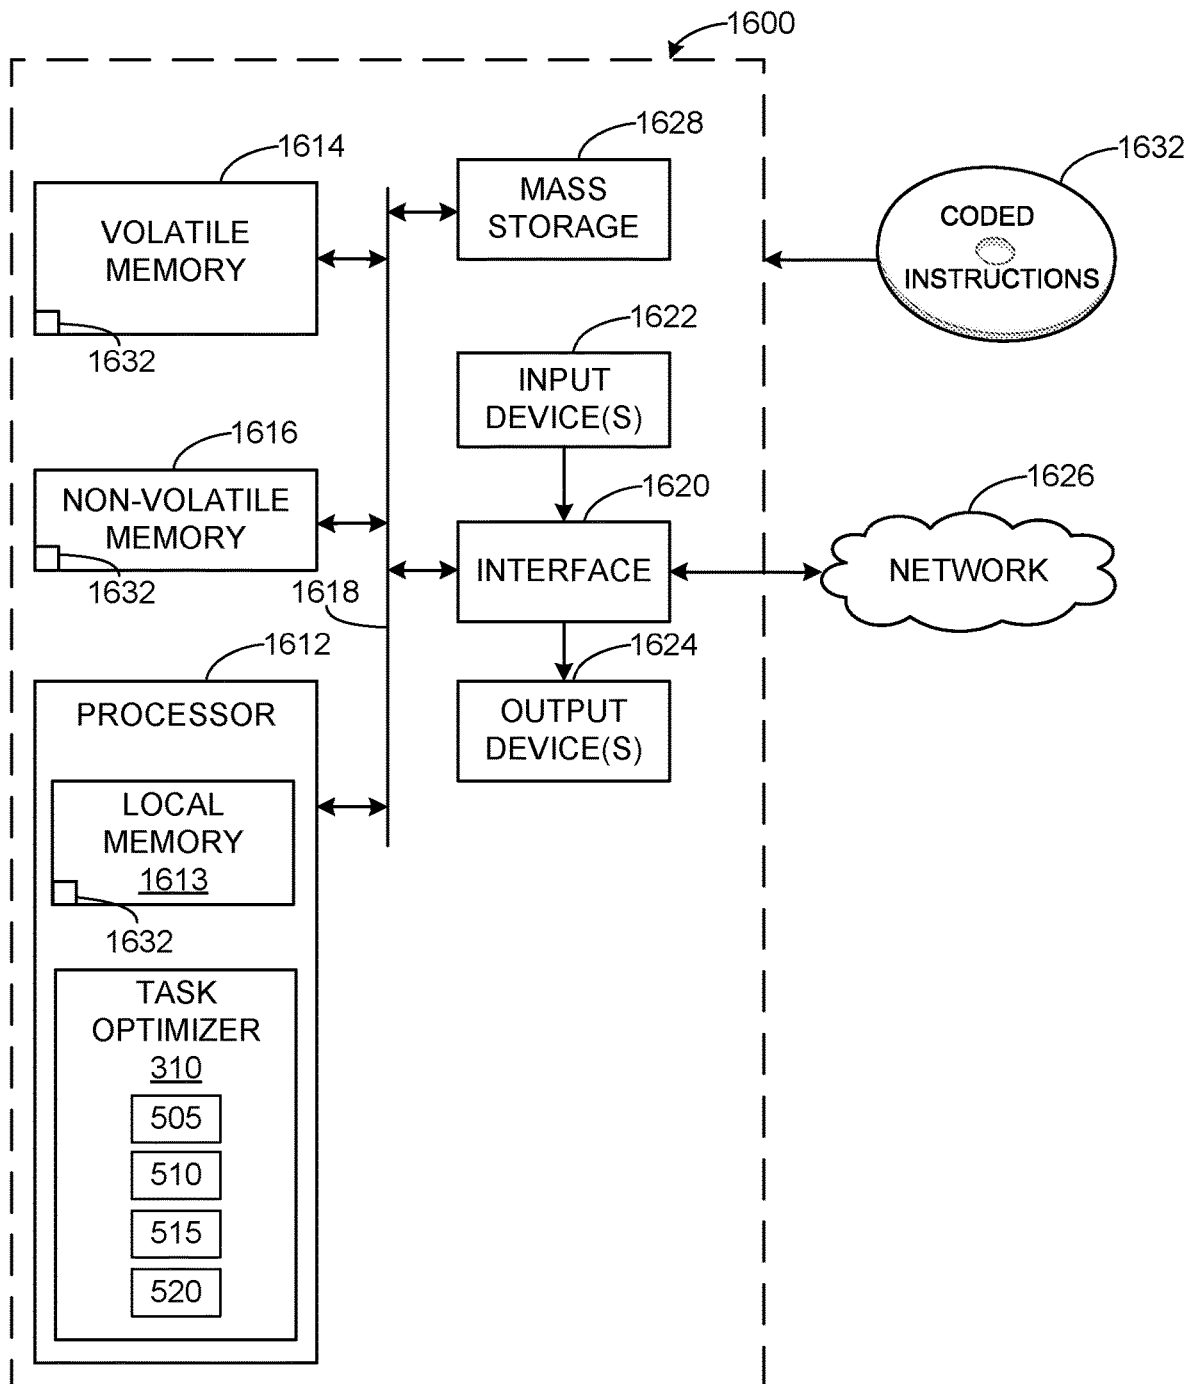 1600
1614
VOLATILE
MEMORY
1632
1628
MASS
STORAGE
1632
CODED
INSTRUCTIONS
1622
INPUT
DEVICE(S)
1616
NON-VOLATILE
MEMORY
1632
1618
1620
INTERFACE
1626
NETWORK
1624
OUTPUT
DEVICE(S)
1612
PROCESSOR
LOCAL
MEMORY
1613
1632
TASK
OPTIMIZER
310
505
510
515
520